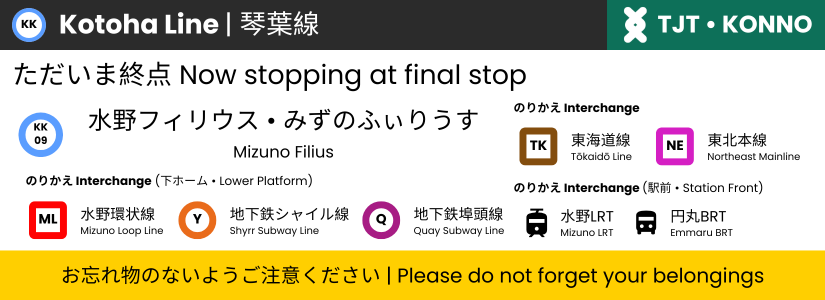 KK Kotoha Line | 琴葉線
TJT • KONNO
ただいま終点 Now stopping at final stop
KK
09
水野フィリウス • みずのふぃりうす
Mizuno Filius
のりかえ Interchange
TK 東海道線
Tōkaidō Line
NE 東北本線
Northeast Mainline
のりかえ Interchange (下ホーム • Lower Platform)
ML 水野環状線
Mizuno Loop Line
Y 地下鉄シャイル線
Shyrr Subway Line
Q 地下鉄埠頭線
Quay Subway Line
のりかえ Interchange (駅前 • Station Front)
水野LRT
Mizuno LRT
円丸BRT
Emmaru BRT
お忘れ物のないようご注意ください | Please do not forget your belongings